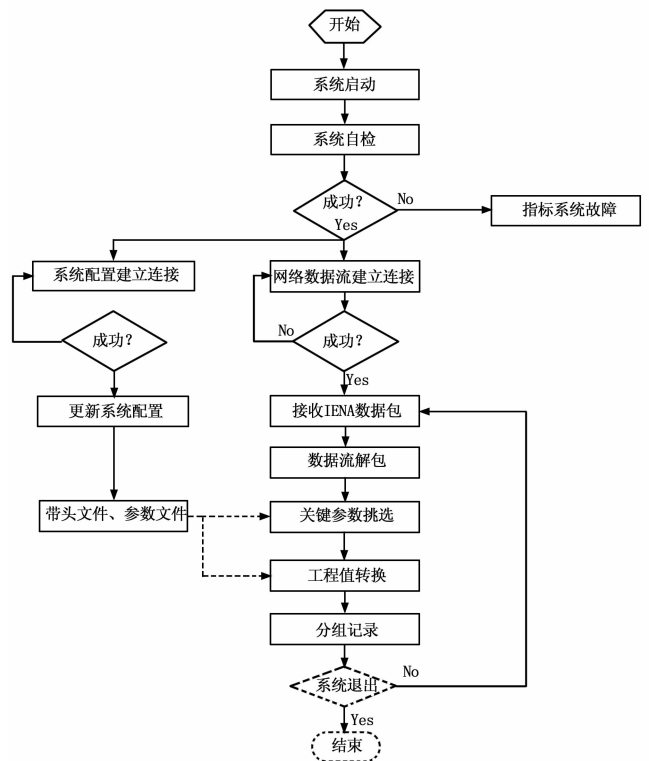 开始
系统启动
系统自检
成功?
No
指标系统故障
Yes
系统配置建立连接
网络数据流建立连接
No
成功?
成功?
Yes
更新系统配置
接收IENA数据包
数据流解包
带头文件、参数文件
关键参数挑选
工程值转换
分组记录
系统退出
No
Yes
结束